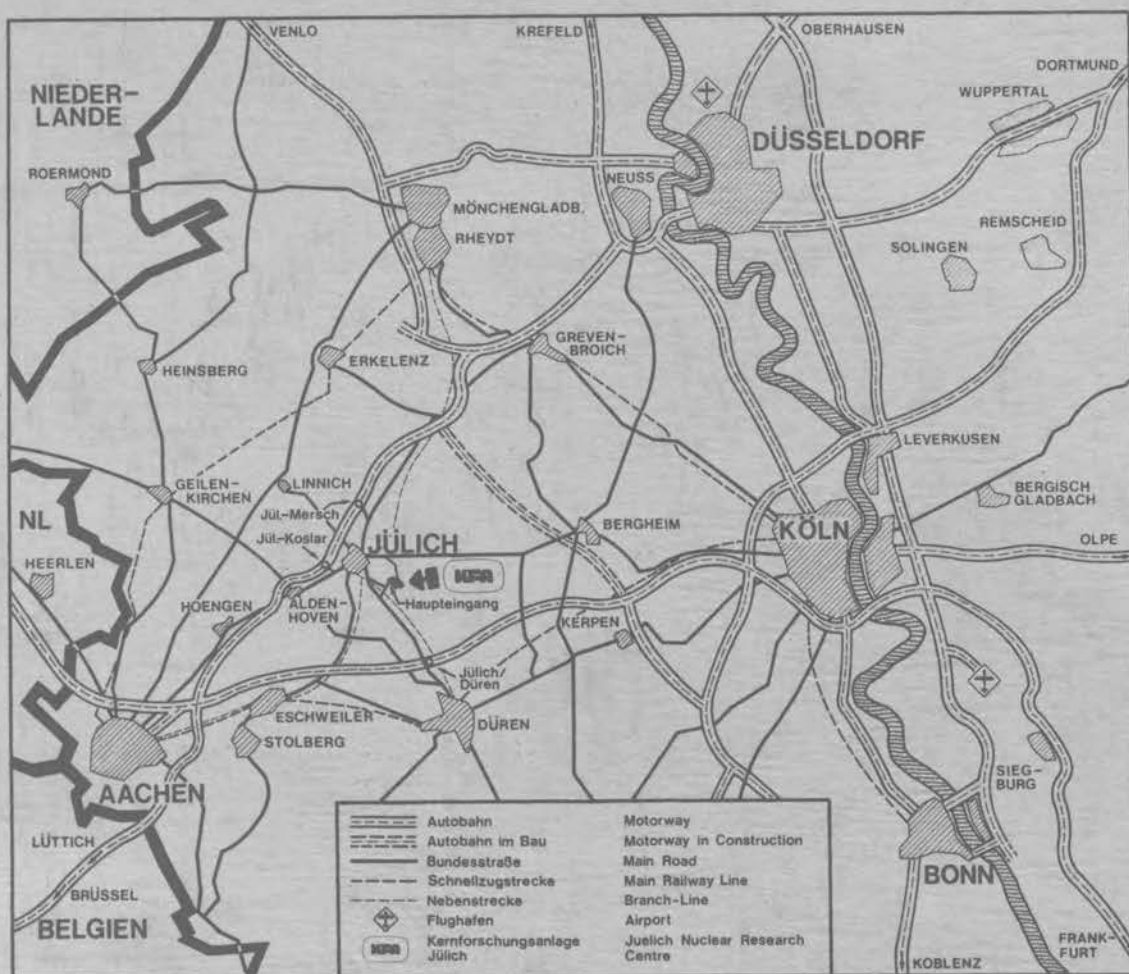 VENLO
KREFELD
OBERHAUSEN
DORTMUND
WUPPERTAL
NIEDER-
LANDE
DÜSSELDORF
ROERMOND
NEUSS
MÖNCHENGLADB.
RHEYDT
REMSCHEID
SOLINGEN
GREVEN-
BROICH
ERKELENZ
HEINSBERG
LEVERKUSEN
GEILEN-
KIRCHEN
LINNICH
BERGISCH
GLADBACH
Jül.-Mersch
NL
BERGHEIM
KÖLN
Jül.-Koslar
JÜLICH
OLPE
HEERLEN
KFA
HOENGEN
ALDEN-
HOVEN
Haupteingang
KERPEN
Jülich/
Düren
ESCHWEILER
DÜREN
STOLBERG
SIEG-
BURG
AACHEN
LÜTTICH
BRÜSSEL
BELGIEN
BONN
FRANK-
FURT
KOBLENZ
Autobahn Motorway
Autobahn im Bau Motorway in Construction
Bundesstraße Main Road
Schnellzugstrecke Main Railway Line
Nebenstrecke Branch-Line
Flughafen Airport
KFA Kernforschungsanlage Juelich Nuclear Research
Jülich Centre